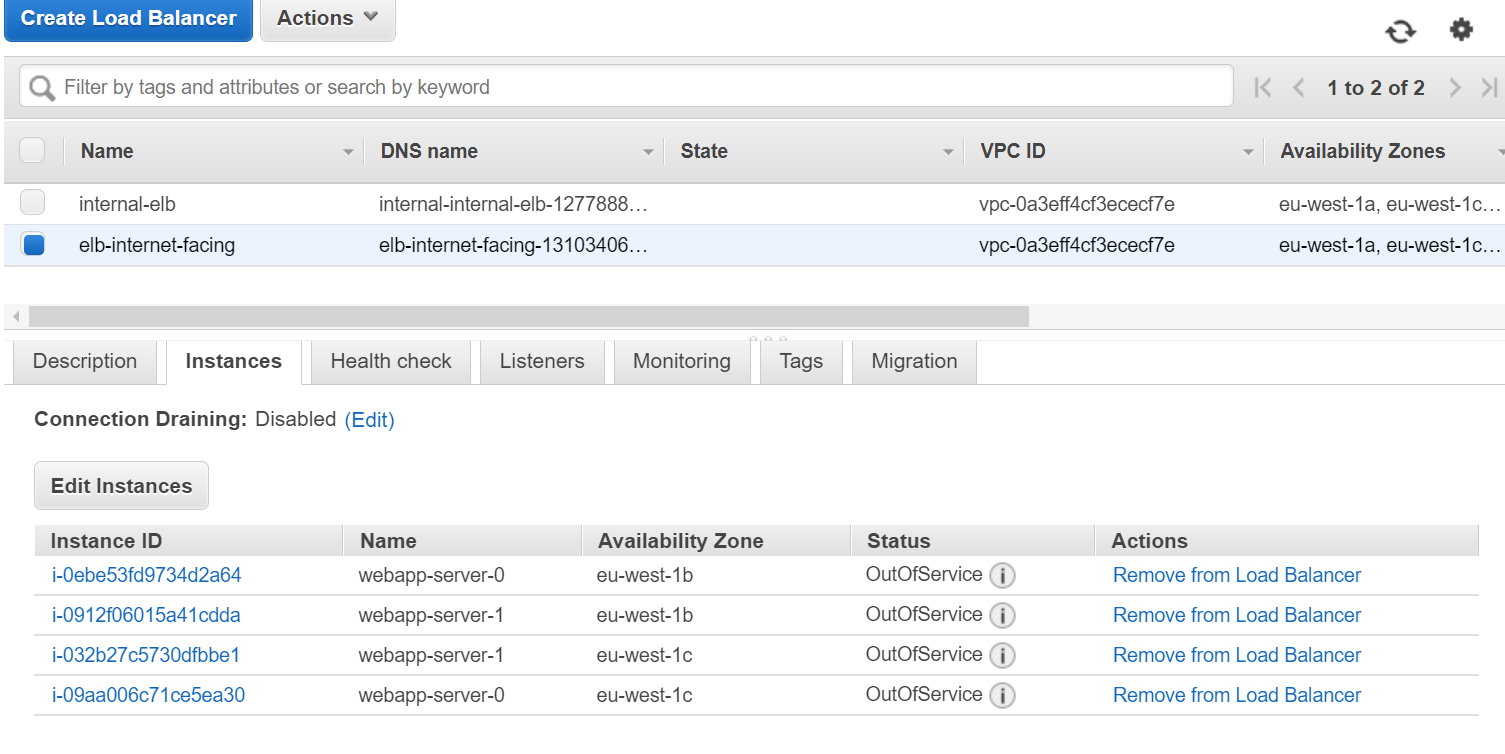 Create Load Balancer Actions
Filter by tags and attributes or search by keyword 1 to 2 of 2
Name DNS name State VPC ID Availability Zones
internal-elb internal-internal-elb-1277888… vpc-0a3eff4cf3ececf7e eu-west-1a, eu-west-1c…
elb-internet-facing elb-internet-facing-13103406… vpc-0a3eff4cf3ececf7e eu-west-1a, eu-west-1c…
Description Instances Health check Listeners Monitoring Tags Migration
Connection Draining: Disabled (Edit)
Edit Instances
Instance ID Name Availability Zone Status Actions
i-0ebe53fd9734d2a64 webapp-server-0 eu-west-1b OutOfService Remove from Load Balancer
i-0912f06015a41cdda webapp-server-1 eu-west-1b OutOfService Remove from Load Balancer
i-032b27c5730dfbbe1 webapp-server-1 eu-west-1c OutOfService Remove from Load Balancer
i-09aa006c71ce5ea30 webapp-server-0 eu-west-1c OutOfService Remove from Load Balancer